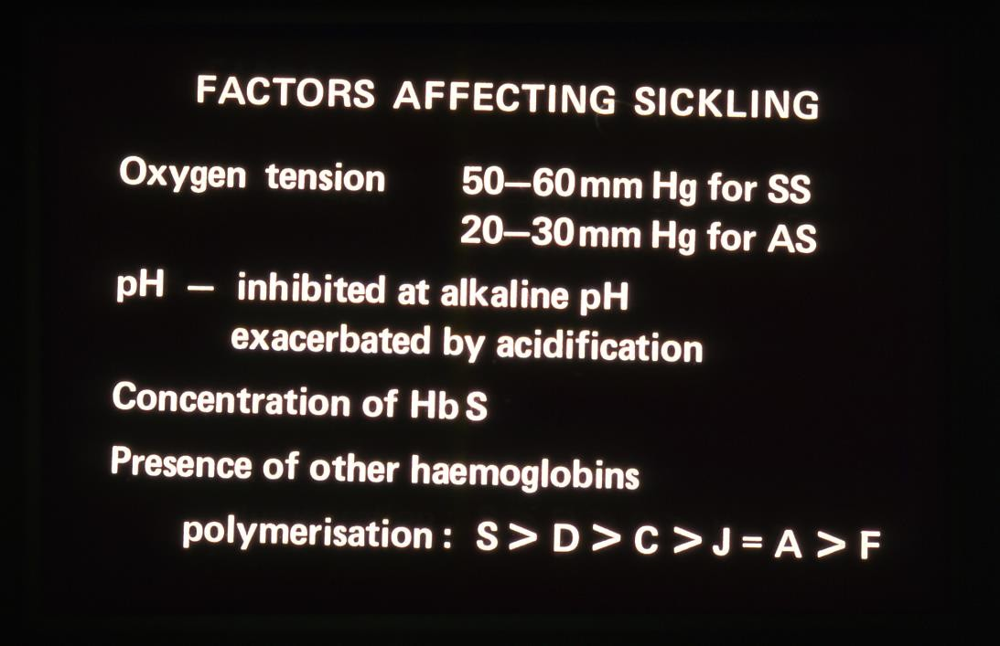 FACTORS AFFECTING SICKLING
Oxygen tension 50–60 mm Hg for SS
20–30 mm Hg for AS
pH – inhibited at alkaline pH
exacerbated by acidification
Concentration of Hb S
Presence of other haemoglobins
polymerisation : S > D > C > J = A > F